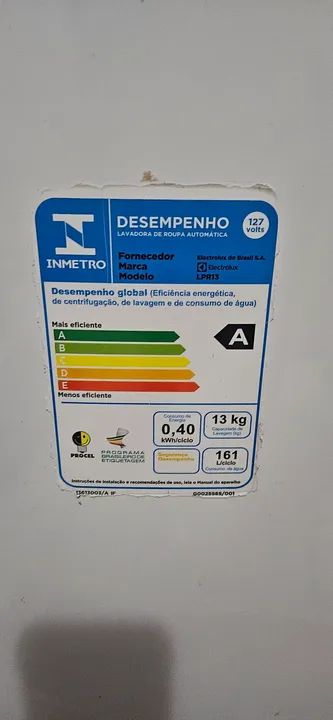 INMETRO
DESEMPENHO
LAVADORA DE ROUPA AUTOMÁTICA
127
volts
Fornecedor Electrolux do Brasil S.A.
Marca Electrolux
Modelo LPR13
Desempenho global (Eficiência energética,
de centrifugação, de lavagem e de consumo de água)
Mais eficiente
A
B
C
D
E
Menos eficiente
A
Consumo de
Energia
0,40
kWh/ciclo
13 kg
Capacidade de
Lavagem (kg)
PROCEL
PROGRAMA
BRASILEIRO DE
ETIQUETAGEM
Segurança
Desempenho
161
L/ciclo
Consumo de água
Instruções de instalação e recomendações de uso, leia o Manual do aparelho